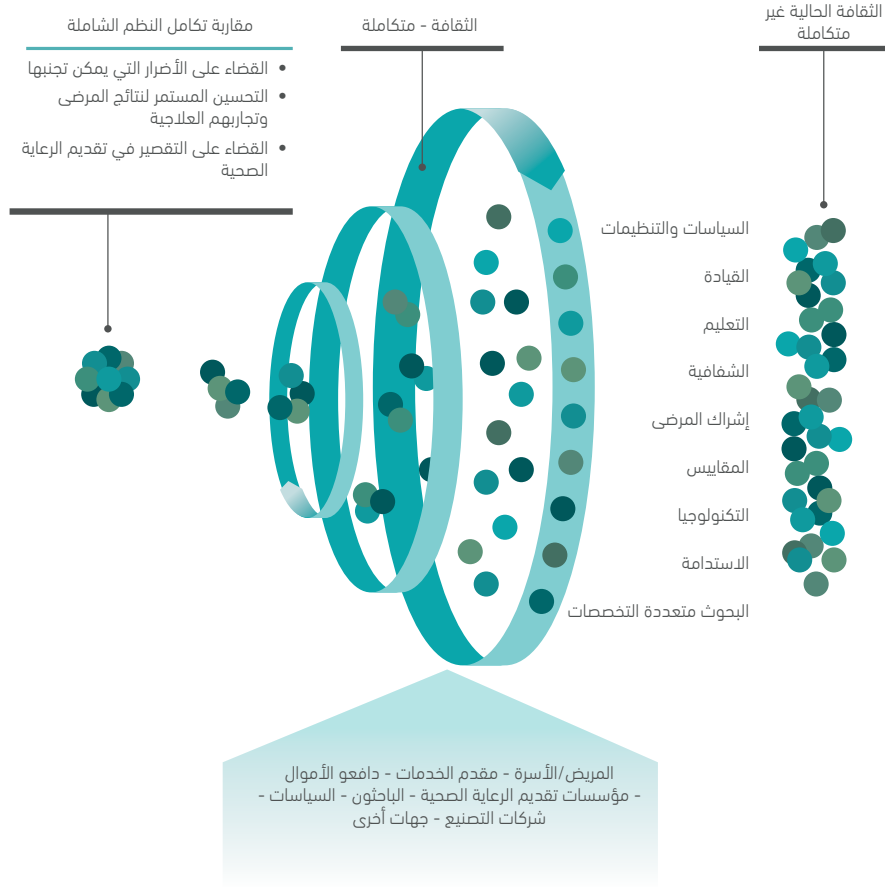 الثقافة الحالية غير
متكاملة
الثقافة - متكاملة
مقاربة تكامل النظم الشاملة
• القضاء على الأضرار التي يمكن تجنبها
• التحسين المستمر لنتائج المرضى
وتجاربهم العلاجية
• القضاء على التقصير في تقديم الرعاية
الصحية
السياسات والتنظيمات
القيادة
التعليم
الشفافية
إشراك المرضى
المقاييس
التكنولوجيا
الاستدامة
البحوث متعددة التخصصات
المريض/الأسرة - مقدم الخدمات - دافعو الأموال
- مؤسسات تقديم الرعاية الصحية - الباحثون - السياسات -
شركات التصنيع - جهات أخرى